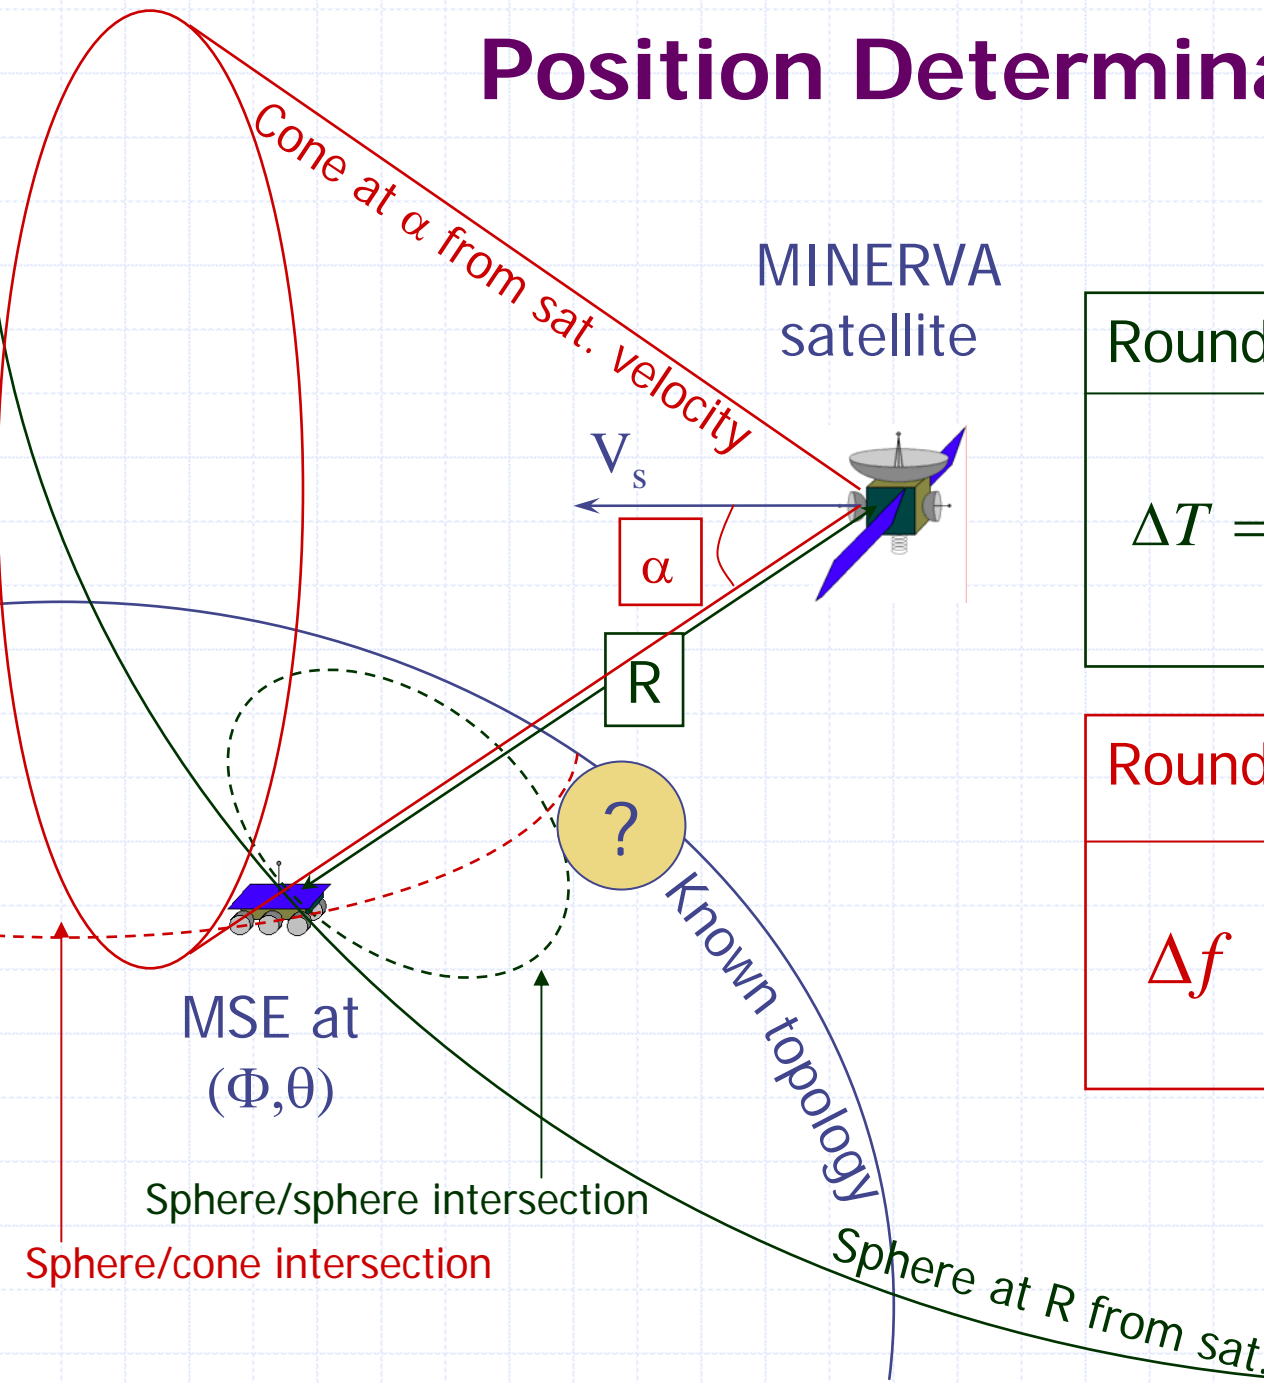 Position Determina
Cone at α from sat. velocity
MINERVA
satellite
Round
Vs
ΔT =
α
R
?
Round
Known topology
Δf
MSE at
(Φ,θ)
Sphere/sphere intersection
Sphere/cone intersection
Sphere at R from sat.